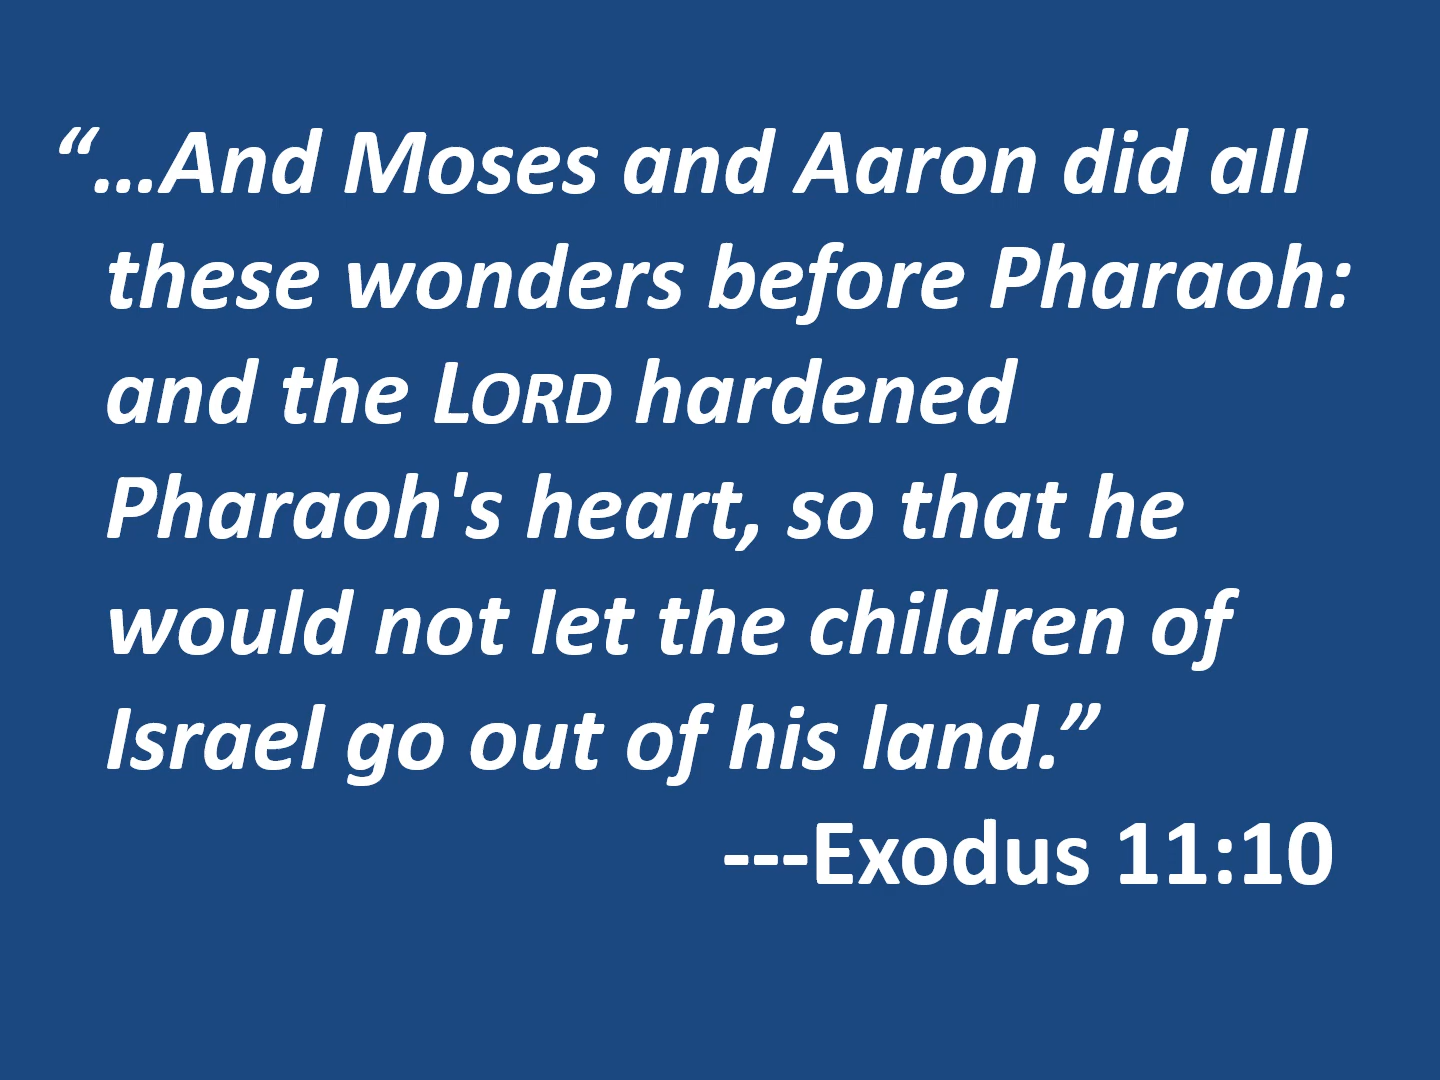 “…And Moses and Aaron did all
these wonders before Pharaoh:
and the LORD hardened
Pharaoh's heart, so that he
would not let the children of
Israel go out of his land.”
---Exodus 11:10